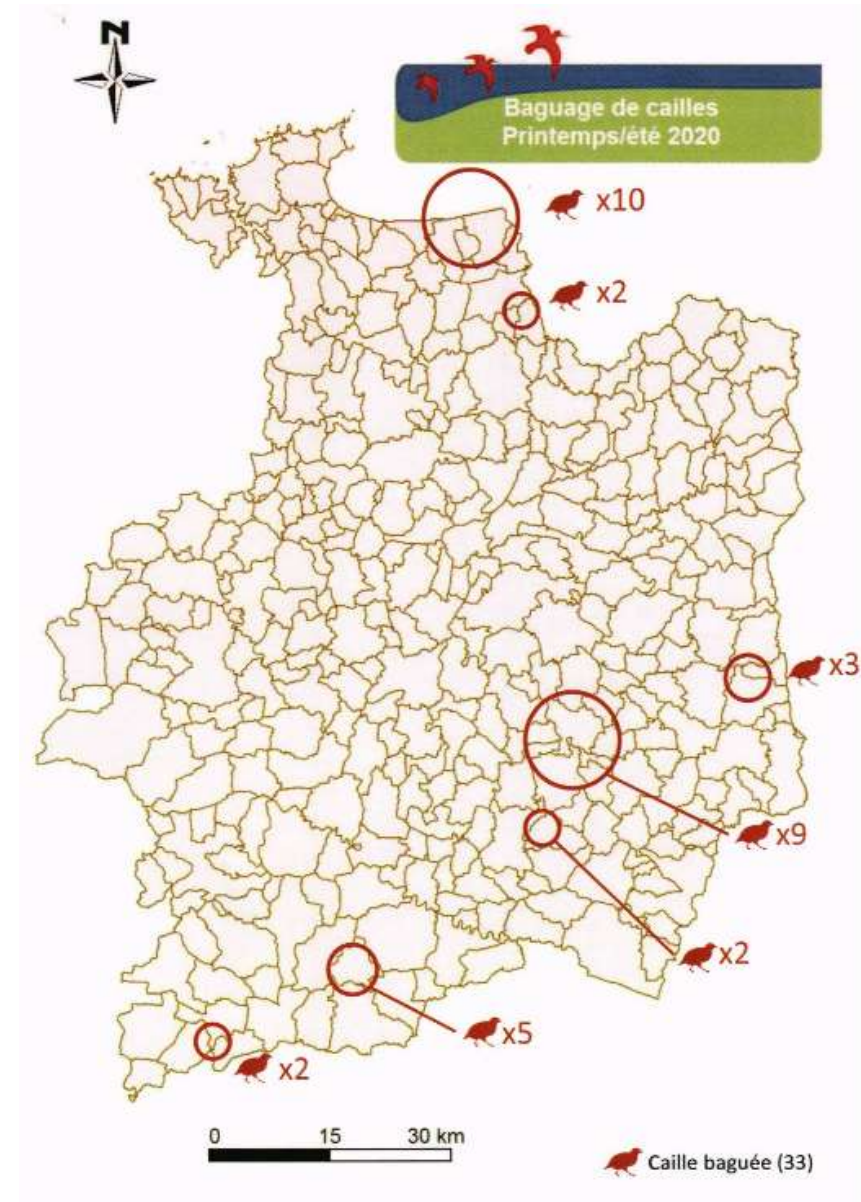 N
Baguage de cailles
Printemps/été 2020
x10
x2
x3
x9
x2
x5
x2
0 15 30 km
Caille baguée (33)